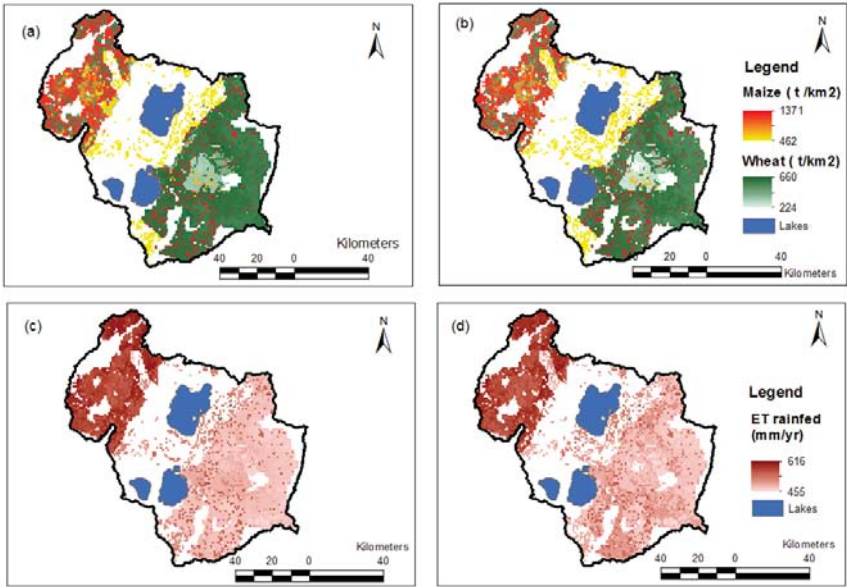 (a)
N
Kilometers
40 20 0 40
(b)
N
Legend
Maize ( t /km2)
1371
462
Wheat ( t/km2)
660
224
Lakes
20 0 40
Kilometers
(c)
N
Kilometers
40 20 0 40
(d)
N
Legend
ET rainfed
(mm/yr)
616
455
Lakes
Kilometers
40 20 0 40